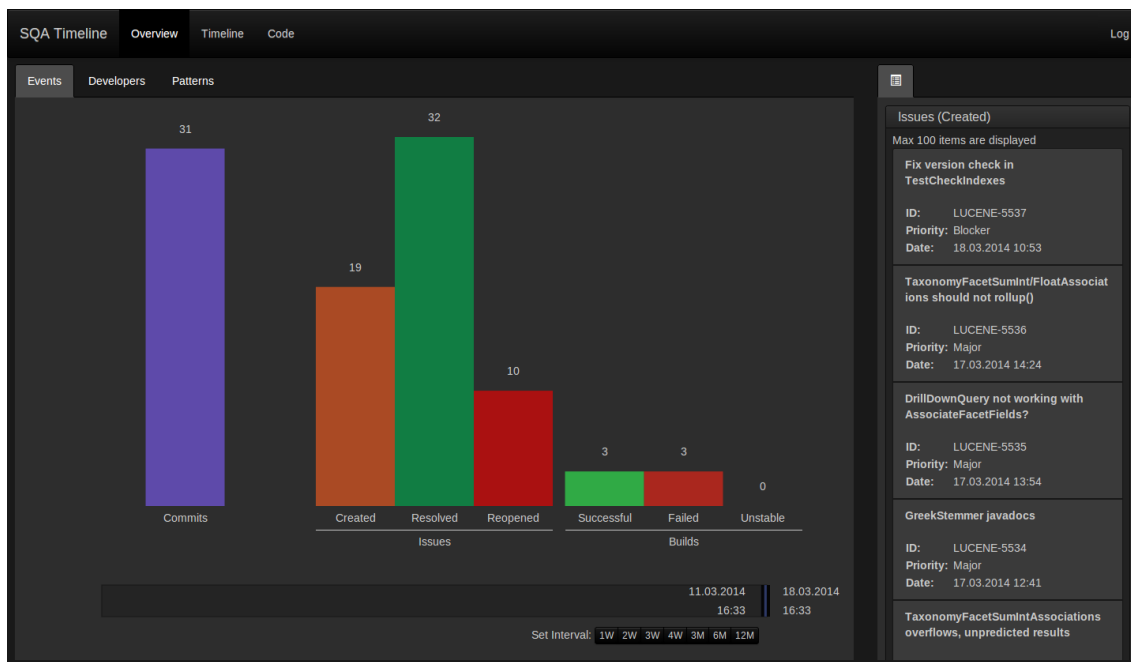 SQA Timeline Overview Timeline Code Log
Events Developers Patterns
31
32
19
10
3 3
0
Commits Created Resolved Reopened Successful Failed Unstable
Issues Builds
11.03.2014 18.03.2014
16:33 16:33
Set Interval: 1W 2W 3W 4W 3M 6M 12M
Issues (Created)
Max 100 items are displayed
Fix version check in
TestCheckIndexes
ID: LUCENE-5537
Priority: Blocker
Date: 18.03.2014 10:53
TaxonomyFacetSumInt/FloatAssociat
ions should not rollup()
ID: LUCENE-5536
Priority: Major
Date: 17.03.2014 14:24
DrillDownQuery not working with
AssociateFacetFields?
ID: LUCENE-5535
Priority: Major
Date: 17.03.2014 13:54
GreekStemmer javadocs
ID: LUCENE-5534
Priority: Major
Date: 17.03.2014 12:41
TaxonomyFacetSumIntAssociations
overflows, unpredicted results